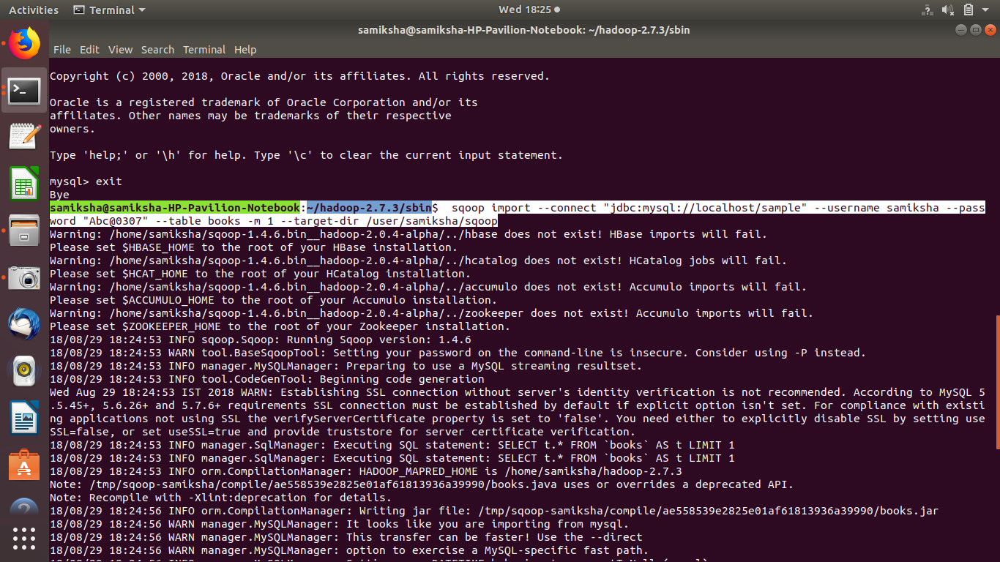 Activities Terminal Wed 18:25
samiksha@samiksha-HP-Pavilion-Notebook: ~/hadoop-2.7.3/sbin
File Edit View Search Terminal Help
Copyright (c) 2000, 2018, Oracle and/or its affiliates. All rights reserved.
Oracle is a registered trademark of Oracle Corporation and/or its
affiliates. Other names may be trademarks of their respective
owners.
Type 'help;' or '\h' for help. Type '\c' to clear the current input statement.
mysql> exit
Bye
samiksha@samiksha-HP-Pavilion-Notebook:~/hadoop-2.7.3/sbin$  sqoop import --connect "jdbc:mysql://localhost/sample" --username samiksha --pass
word "Abc@0307" --table books -m 1 --target-dir /user/samiksha/sqoop
Warning: /home/samiksha/sqoop-1.4.6.bin__hadoop-2.0.4-alpha/../hbase does not exist! HBase imports will fail.
Please set $HBASE_HOME to the root of your HBase installation.
Warning: /home/samiksha/sqoop-1.4.6.bin__hadoop-2.0.4-alpha/../hcatalog does not exist! HCatalog jobs will fail.
Please set $HCAT_HOME to the root of your HCatalog installation.
Warning: /home/samiksha/sqoop-1.4.6.bin__hadoop-2.0.4-alpha/../accumulo does not exist! Accumulo imports will fail.
Please set $ACCUMULO_HOME to the root of your Accumulo installation.
Warning: /home/samiksha/sqoop-1.4.6.bin__hadoop-2.0.4-alpha/../zookeeper does not exist! Accumulo imports will fail.
Please set $ZOOKEEPER_HOME to the root of your Zookeeper installation.
18/08/29 18:24:53 INFO sqoop.Sqoop: Running Sqoop version: 1.4.6
18/08/29 18:24:53 WARN tool.BaseSqoopTool: Setting your password on the command-line is insecure. Consider using -P instead.
18/08/29 18:24:53 INFO manager.MySQLManager: Preparing to use a MySQL streaming resultset.
18/08/29 18:24:53 INFO tool.CodeGenTool: Beginning code generation
Wed Aug 29 18:24:53 IST 2018 WARN: Establishing SSL connection without server's identity verification is not recommended. According to MySQL 5
.5.45+, 5.6.26+ and 5.7.6+ requirements SSL connection must be established by default if explicit option isn't set. For compliance with existi
ng applications not using SSL the verifyServerCertificate property is set to 'false'. You need either to explicitly disable SSL by setting use
SSL=false, or set useSSL=true and provide truststore for server certificate verification.
18/08/29 18:24:53 INFO manager.SqlManager: Executing SQL statement: SELECT t.* FROM `books` AS t LIMIT 1
18/08/29 18:24:53 INFO manager.SqlManager: Executing SQL statement: SELECT t.* FROM `books` AS t LIMIT 1
18/08/29 18:24:53 INFO orm.CompilationManager: HADOOP_MAPRED_HOME is /home/samiksha/hadoop-2.7.3
Note: /tmp/sqoop-samiksha/compile/ae558539e2825e01af61813936a39990/books.java uses or overrides a deprecated API.
Note: Recompile with -Xlint:deprecation for details.
18/08/29 18:24:56 INFO orm.CompilationManager: Writing jar file: /tmp/sqoop-samiksha/compile/ae558539e2825e01af61813936a39990/books.jar
18/08/29 18:24:56 WARN manager.MySQLManager: It looks like you are importing from mysql.
18/08/29 18:24:56 WARN manager.MySQLManager: This transfer can be faster! Use the --direct
18/08/29 18:24:56 WARN manager.MySQLManager: option to exercise a MySQL-specific fast path.